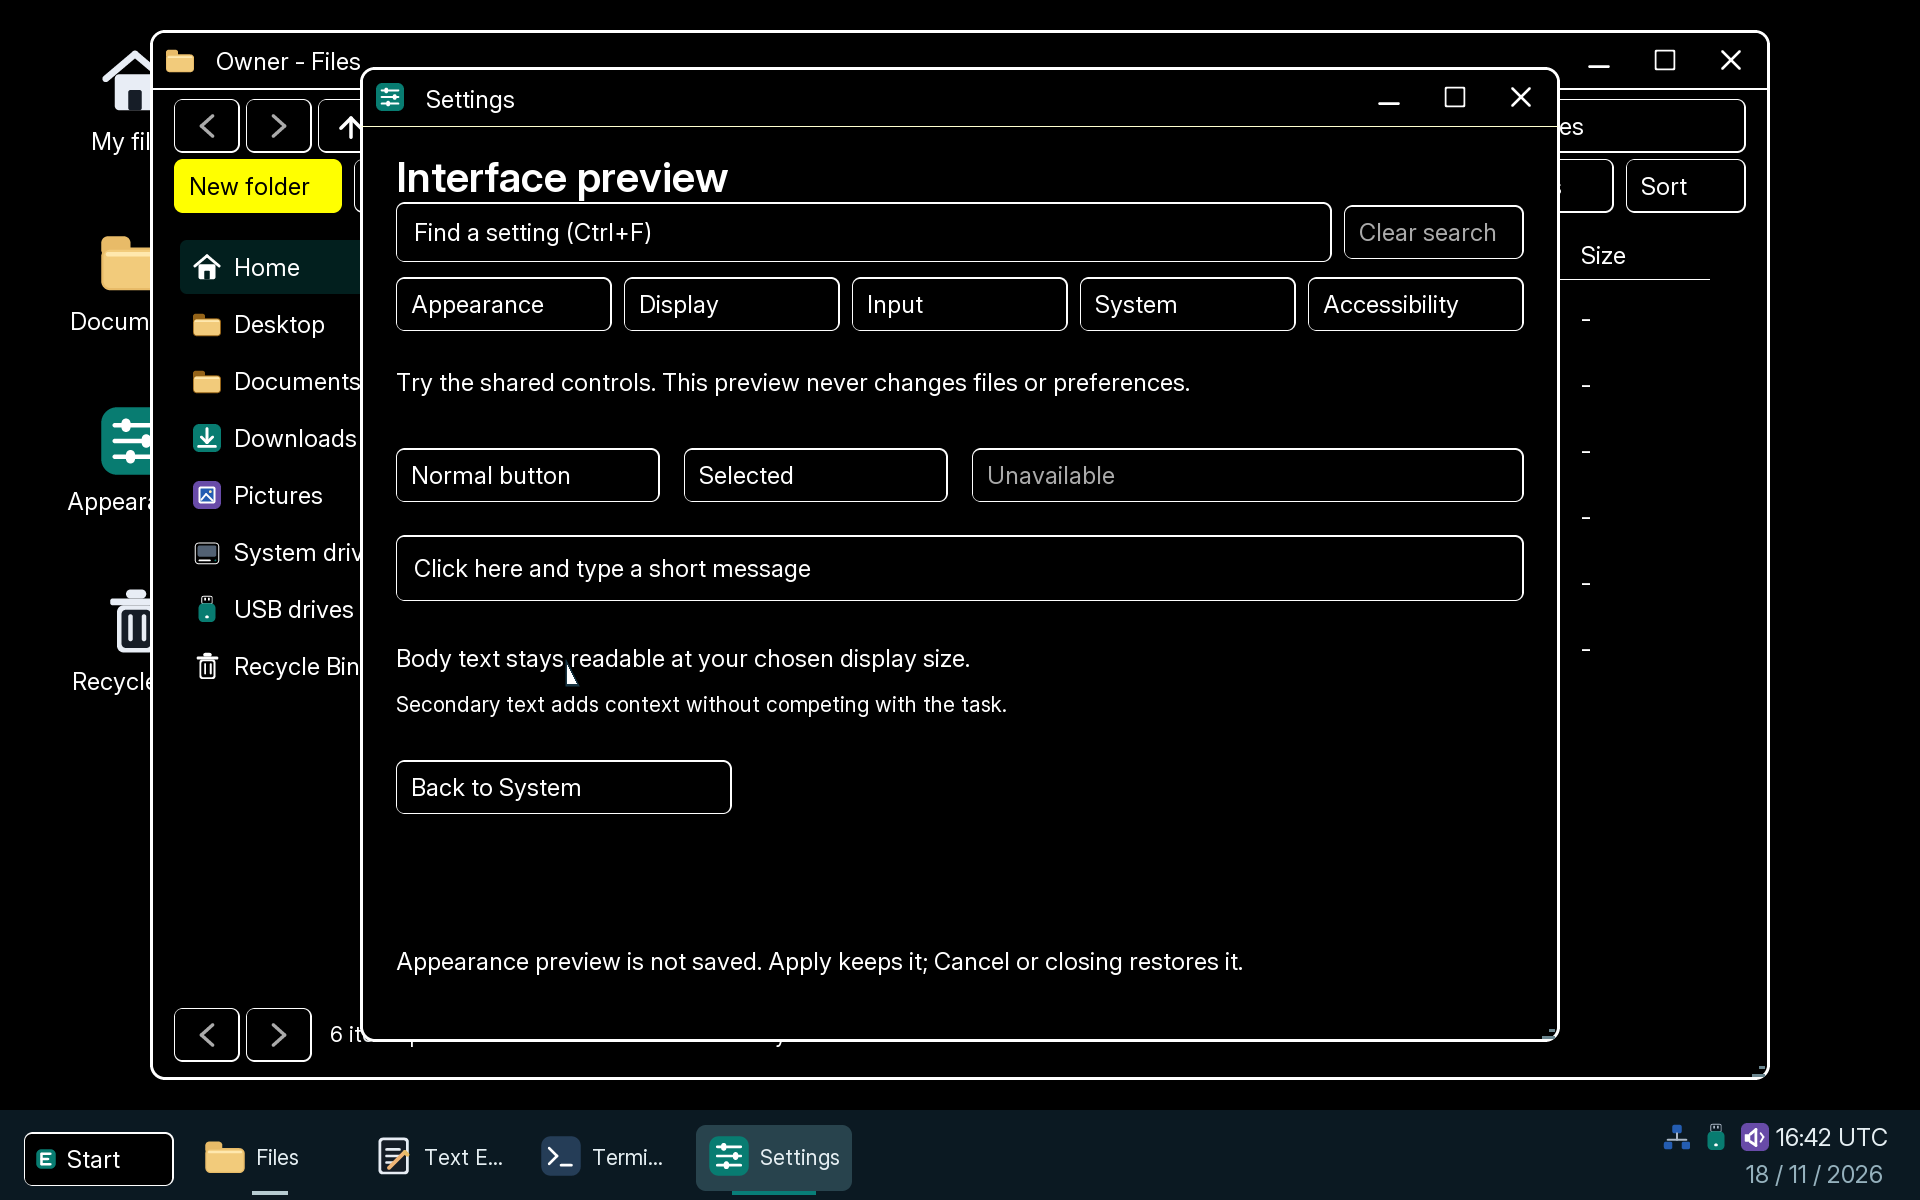 Owner - Files
Settings
My fil
Docum
Appear
Recycle
es
New folder
s
Sort
Home
Desktop
Documents
Downloads
Pictures
System driv
USB drives
Recycle Bin
Size
-
-
-
-
-
-
6 it
Interface preview
Find a setting (Ctrl+F)
Clear search
Appearance
Display
Input
System
Accessibility
Try the shared controls. This preview never changes files or preferences.
Normal button
Selected
Unavailable
Click here and type a short message
Body text stays readable at your chosen display size.
Secondary text adds context without competing with the task.
Back to System
Appearance preview is not saved. Apply keeps it; Cancel or closing restores it.
Start
Files
Text E...
Termi...
Settings
16:42 UTC
18 / 11 / 2026